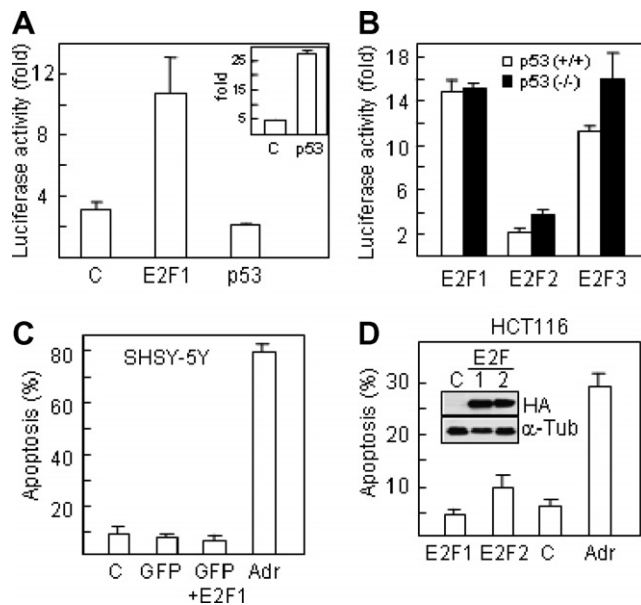 A
Luciferase activity (fold)
12
8
4
C
E2F1
p53
fold
25
15
5
C
p53
B
Luciferase activity (fold)
18
14
10
6
2
p53 (+/+)
p53 (-/-)
E2F1
E2F2
E2F3
C
SHSY-5Y
Apoptosis (%)
80
60
40
20
C
GFP
GFP
+E2F1
Adr
D
HCT116
Apoptosis (%)
30
20
10
E2F
C
1
2
HA
α-Tub
E2F1
E2F2
C
Adr